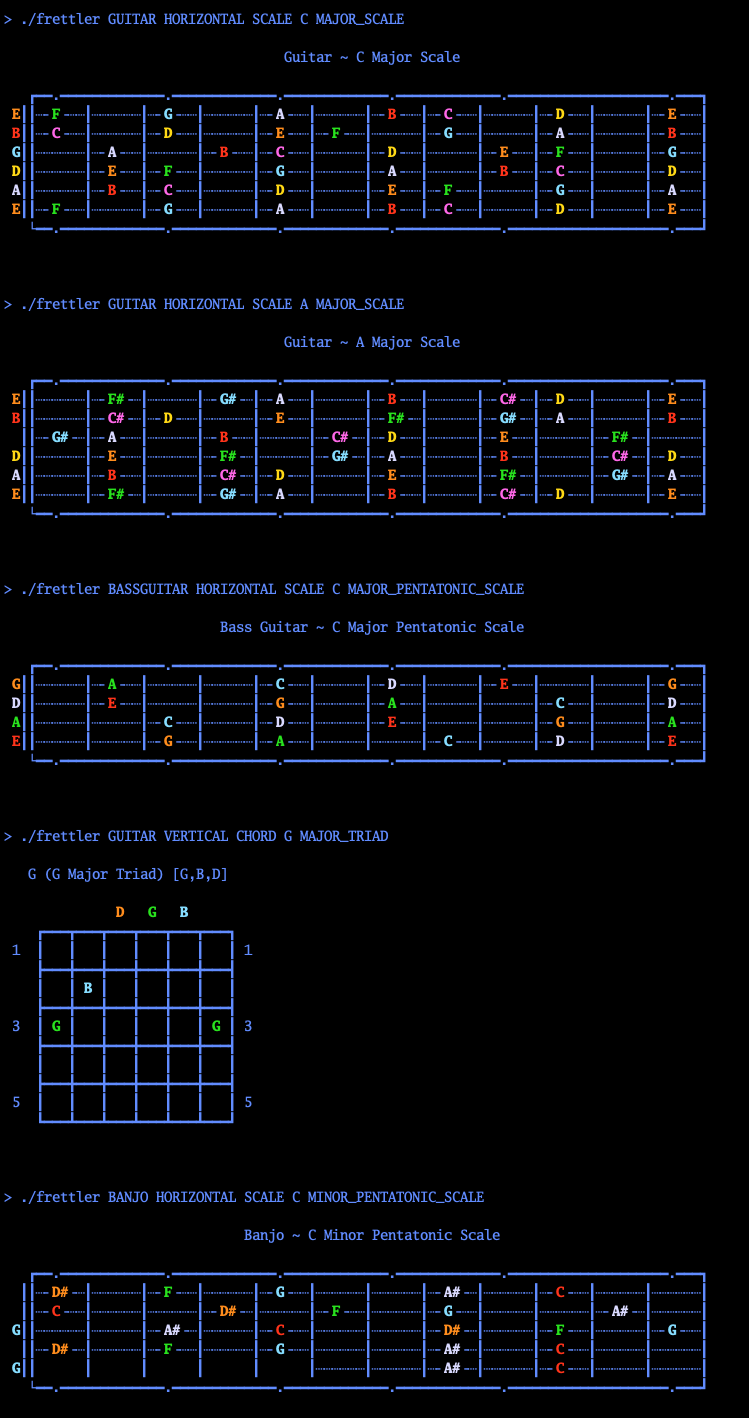 > ./frettler GUITAR HORIZONTAL SCALE C MAJOR_SCALE
Guitar ~ C Major Scale
E F G A B C D E
B C D E F G A B
G A B C D E F G
D E F G A B C D
A B C D E F G A
E F G A B C D E
> ./frettler GUITAR HORIZONTAL SCALE A MAJOR_SCALE
Guitar ~ A Major Scale
E F# G# A B C# D E
B C# D E F# G# A B
G# A B C# D E F#
D E F# G# A B C# D
A B C# D E F# G# A
E F# G# A B C# D E
> ./frettler BASSGUITAR HORIZONTAL SCALE C MAJOR_PENTATONIC_SCALE
Bass Guitar ~ C Major Pentatonic Scale
G A C D E G
D E G A C D
A C D E G A
E G A C D E
> ./frettler GUITAR VERTICAL CHORD G MAJOR_TRIAD
G (G Major Triad) [G,B,D]
D G B
1 1
B
3 G G 3
5 5
> ./frettler BANJO HORIZONTAL SCALE C MINOR_PENTATONIC_SCALE
Banjo ~ C Minor Pentatonic Scale
D# F G A# C
C D# F G A#
G A# C D# F G
D# F G A# C
G A# C